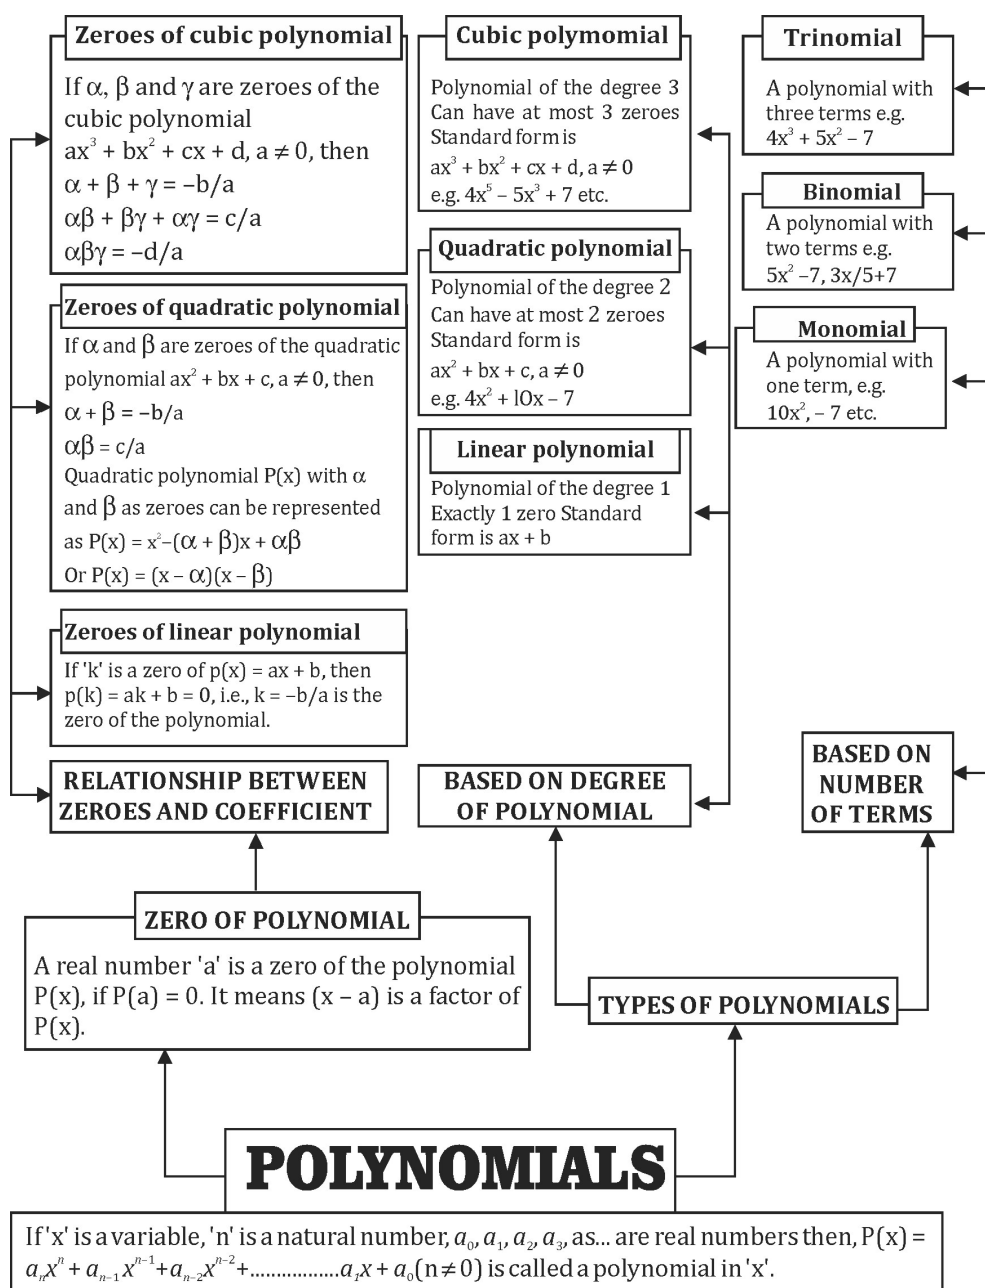 Zeroes of cubic polynomial
If α, β and γ are zeroes of the
cubic polynomial
ax³ + bx² + cx + d, a ≠ 0, then
α + β + γ = –b/a
αβ + βγ + αγ = c/a
αβγ = –d/a
Zeroes of quadratic polynomial
If α and β are zeroes of the quadratic
polynomial ax² + bx + c, a ≠ 0, then
α + β = –b/a
αβ = c/a
Quadratic polynomial P(x) with α
and β as zeroes can be represented
as P(x) = x²–(α + β)x + αβ
Or P(x) = (x – α)(x – β)
Zeroes of linear polynomial
If 'k' is a zero of p(x) = ax + b, then
p(k) = ak + b = 0, i.e., k = –b/a is the
zero of the polynomial.
RELATIONSHIP BETWEEN
ZEROES AND COEFFICIENT
Cubic polymomial
Polynomial of the degree 3
Can have at most 3 zeroes
Standard form is
ax³ + bx² + cx + d, a ≠ 0
e.g. 4x⁵ – 5x³ + 7 etc.
Quadratic polynomial
Polynomial of the degree 2
Can have at most 2 zeroes
Standard form is
ax² + bx + c, a ≠ 0
e.g. 4x² + lOx – 7
Linear polynomial
Polynomial of the degree 1
Exactly 1 zero Standard
form is ax + b
BASED ON DEGREE
OF POLYNOMIAL
Trinomial
A polynomial with
three terms e.g.
4x³ + 5x² – 7
Binomial
A polynomial with
two terms e.g.
5x² –7, 3x/5+7
Monomial
A polynomial with
one term, e.g.
10x², – 7 etc.
BASED ON
NUMBER
OF TERMS
ZERO OF POLYNOMIAL
A real number 'a' is a zero of the polynomial
P(x), if P(a) = 0. It means (x – a) is a factor of
P(x).
TYPES OF POLYNOMIALS
POLYNOMIALS
If 'x' is a variable, 'n' is a natural number, a₀, a₁, a₂, a₃, as... are real numbers then, P(x) =
aₙxⁿ + aₙ₋₁xⁿ⁻¹+aₙ₋₂xⁿ⁻²+.................a₁x + a₀(n≠0) is called a polynomial in 'x'.